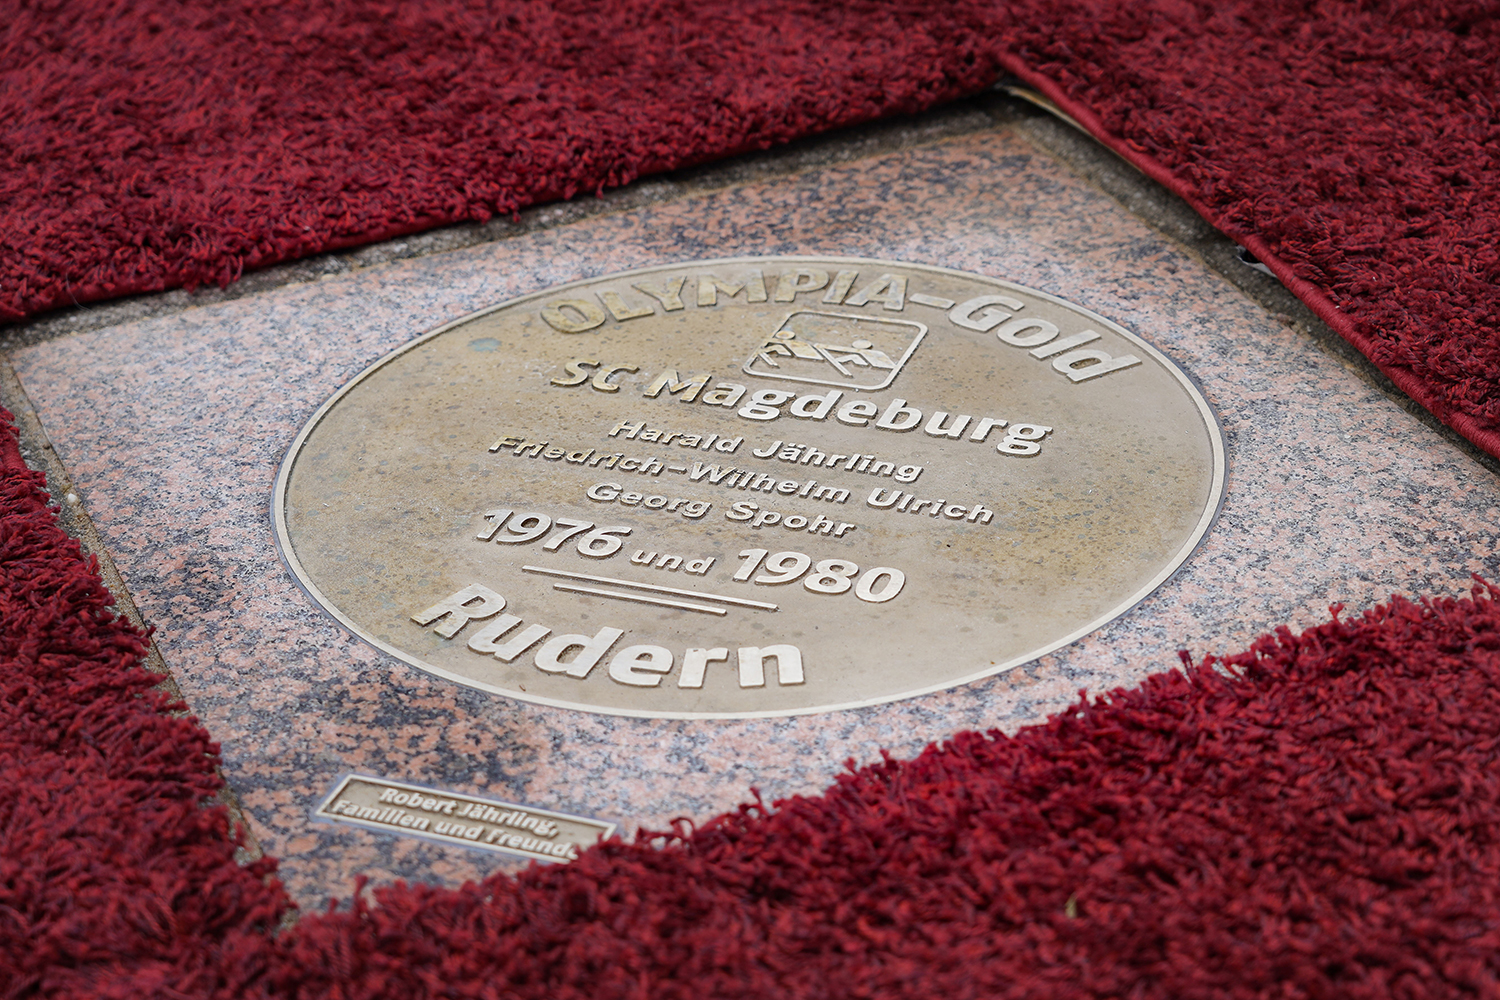 OLYMPIA-Gold
SC Magdeburg
Harald Jährling
Friedrich-Wilhelm Ulrich
Georg Spohr
1976 und 1980
Rudern
Robert Jährling,
Familien und Freund